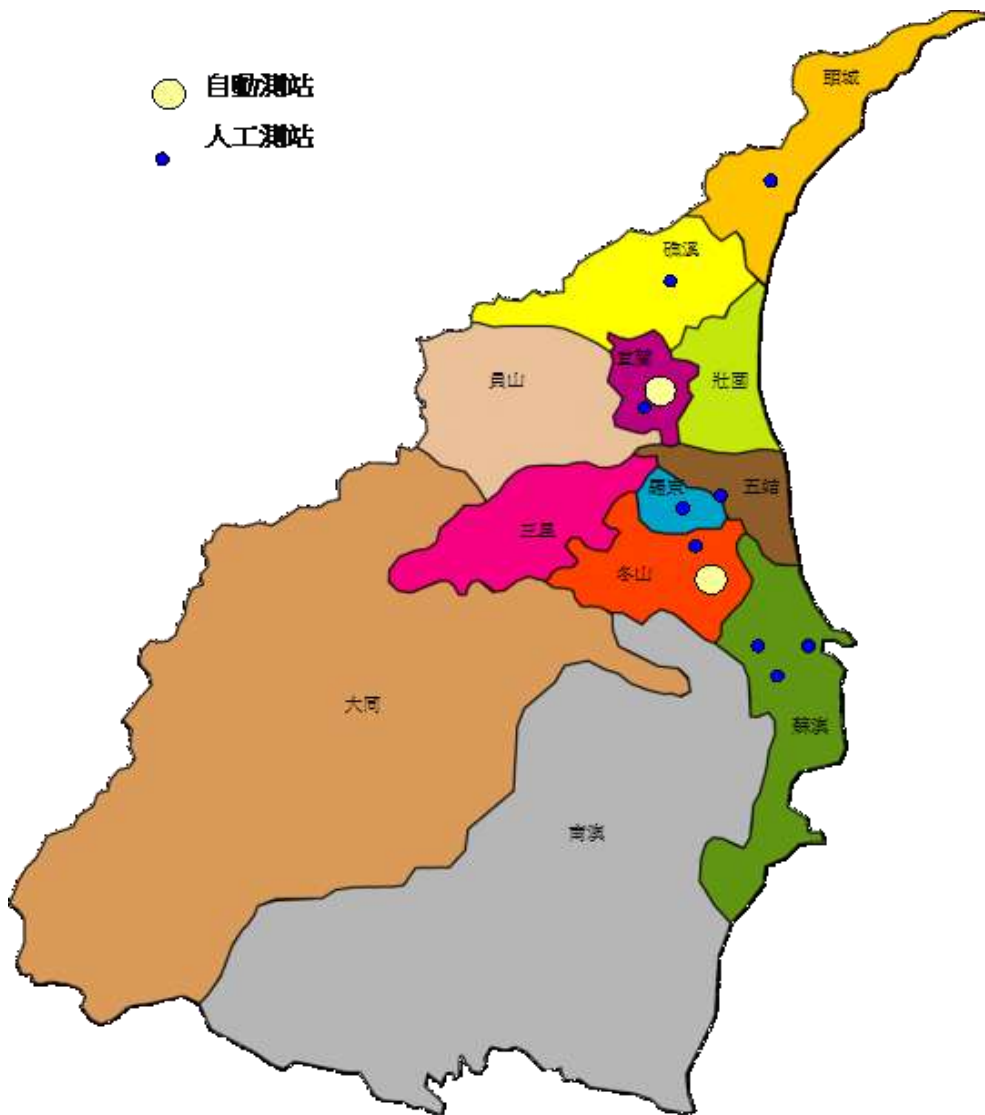 自動測站
人工測站
頭城
礁溪
宜蘭
員山
壯圍
羅東
五結
三星
冬山
大同
蘇澳
南澳